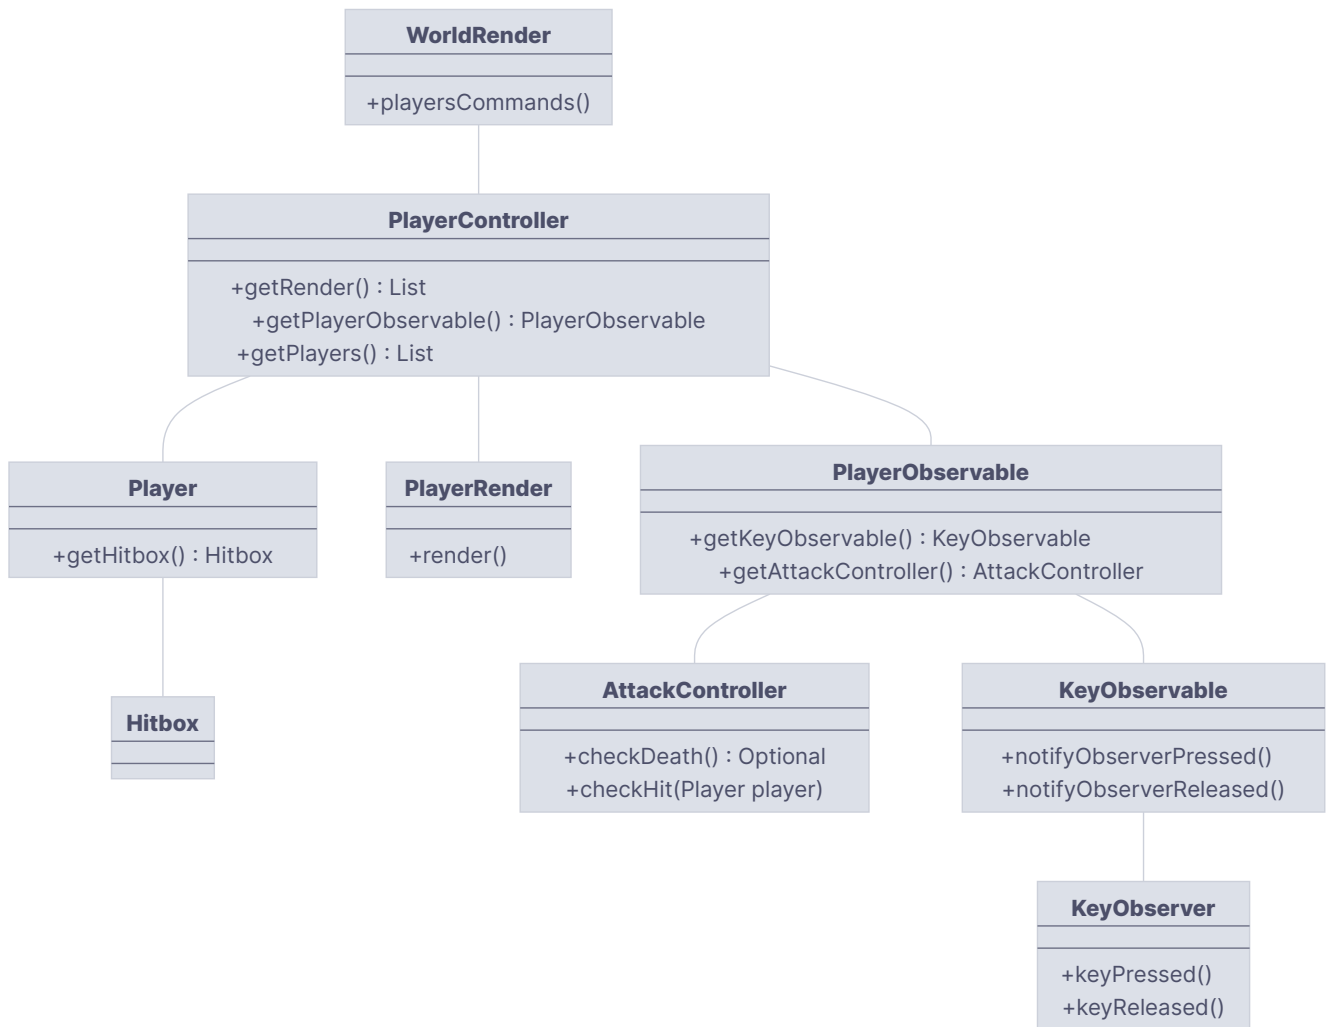 WorldRender
+playersCommands()
PlayerController
+getRender() : List
+getPlayerObservable() : PlayerObservable
+getPlayers() : List
Player
+getHitbox() : Hitbox
PlayerRender
+render()
PlayerObservable
+getKeyObservable() : KeyObservable
+getAttackController() : AttackController
Hitbox
AttackController
+checkDeath() : Optional
+checkHit(Player player)
KeyObservable
+notifyObserverPressed()
+notifyObserverReleased()
KeyObserver
+keyPressed()
+keyReleased()